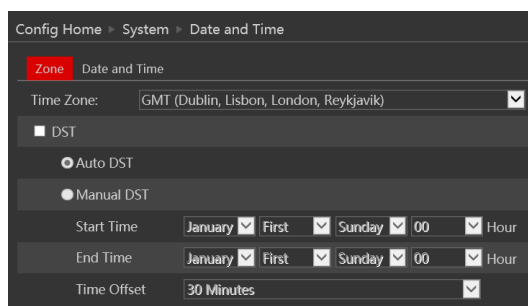 Config Home ▸ System ▸ Date and Time
Zone Date and Time
Time Zone: GMT (Dublin, Lisbon, London, Reykjavik)
DST
Auto DST
Manual DST
Start Time January First Sunday 00 Hour
End Time January First Sunday 00 Hour
Time Offset 30 Minutes